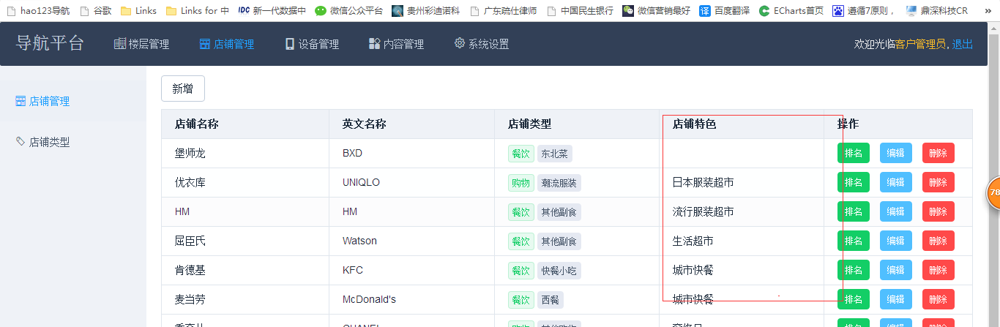 hao123导航 谷歌 Links Links for 中 IDC 新一代数据中 微信公众平台 贵州彩迪诺科 广东疏仕律师 中国民生银行 微信营销最好 译 百度翻译 ECharts首页 遵循7原则， 鼎深科技CR »
导航平台 楼层管理 店铺管理 设备管理 内容管理 系统设置 欢迎光临客户管理员, 退出
店铺管理
店铺类型
新增
店铺名称 英文名称 店铺类型 店铺特色 操作
堡师龙 BXD 餐饮 东北菜 排名 编辑 删除
优衣库 UNIQLO 购物 潮流服装 日本服装超市 排名 编辑 删除
HM HM 餐饮 其他副食 流行服装超市 排名 编辑 删除
屈臣氏 Watson 餐饮 其他副食 生活超市 排名 编辑 删除
肯德基 KFC 餐饮 快餐小吃 城市快餐 排名 编辑 删除
麦当劳 McDonald's 餐饮 西餐 城市快餐 排名 编辑 删除
78